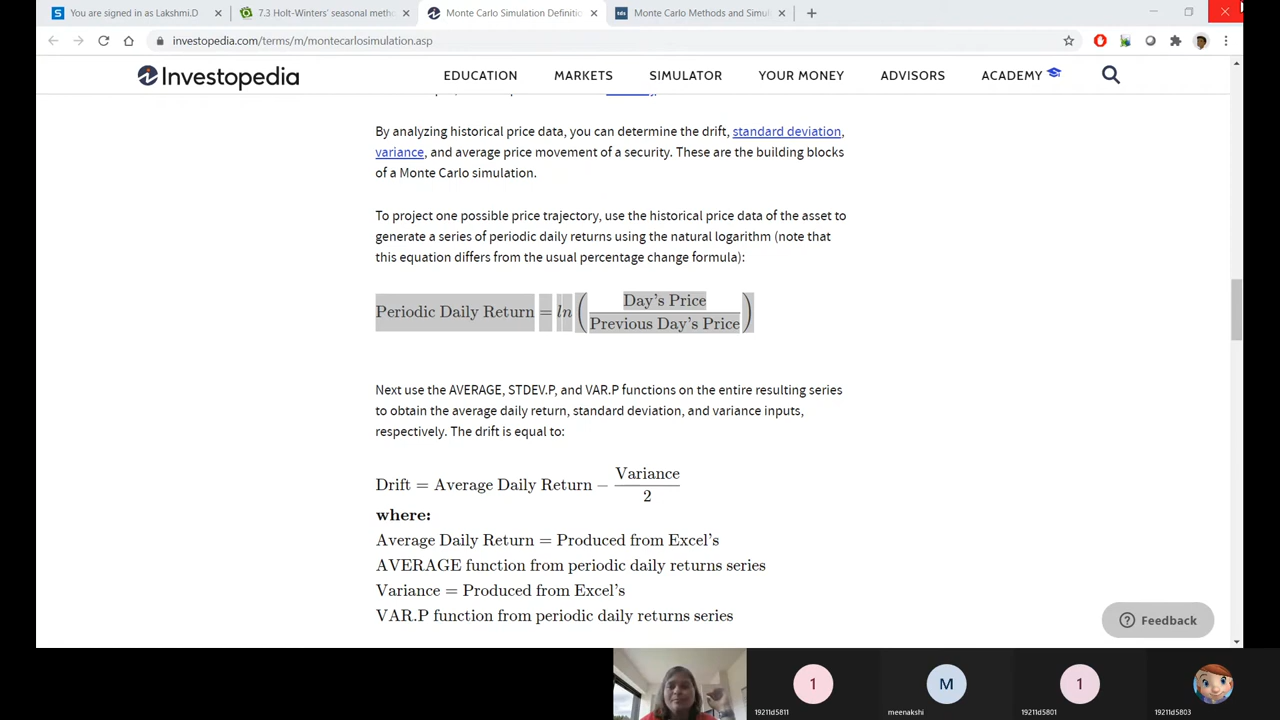 You are signed in as Lakshmi.D
7.3 Holt-Winters' seasonal meth
Monte Carlo Simulation Definitio
tds Monte Carlo Methods and Simul
investopedia.com/terms/m/montecarlosimulation.asp
Investopedia
EDUCATION MARKETS SIMULATOR YOUR MONEY ADVISORS ACADEMY
By analyzing historical price data, you can determine the drift, standard deviation,
variance, and average price movement of a security. These are the building blocks
of a Monte Carlo simulation.
To project one possible price trajectory, use the historical price data of the asset to
generate a series of periodic daily returns using the natural logarithm (note that
this equation differs from the usual percentage change formula):
Periodic Daily Return = ln ( Day's Price
Previous Day's Price )
Next use the AVERAGE, STDEV.P, and VAR.P functions on the entire resulting series
to obtain the average daily return, standard deviation, and variance inputs,
respectively. The drift is equal to:
Drift = Average Daily Return − Variance
2
where:
Average Daily Return = Produced from Excel's
AVERAGE function from periodic daily returns series
Variance = Produced from Excel's
VAR.P function from periodic daily returns series
Feedback
1 M 1
19211d5811 meenakshi 19211d5801 19211d5803